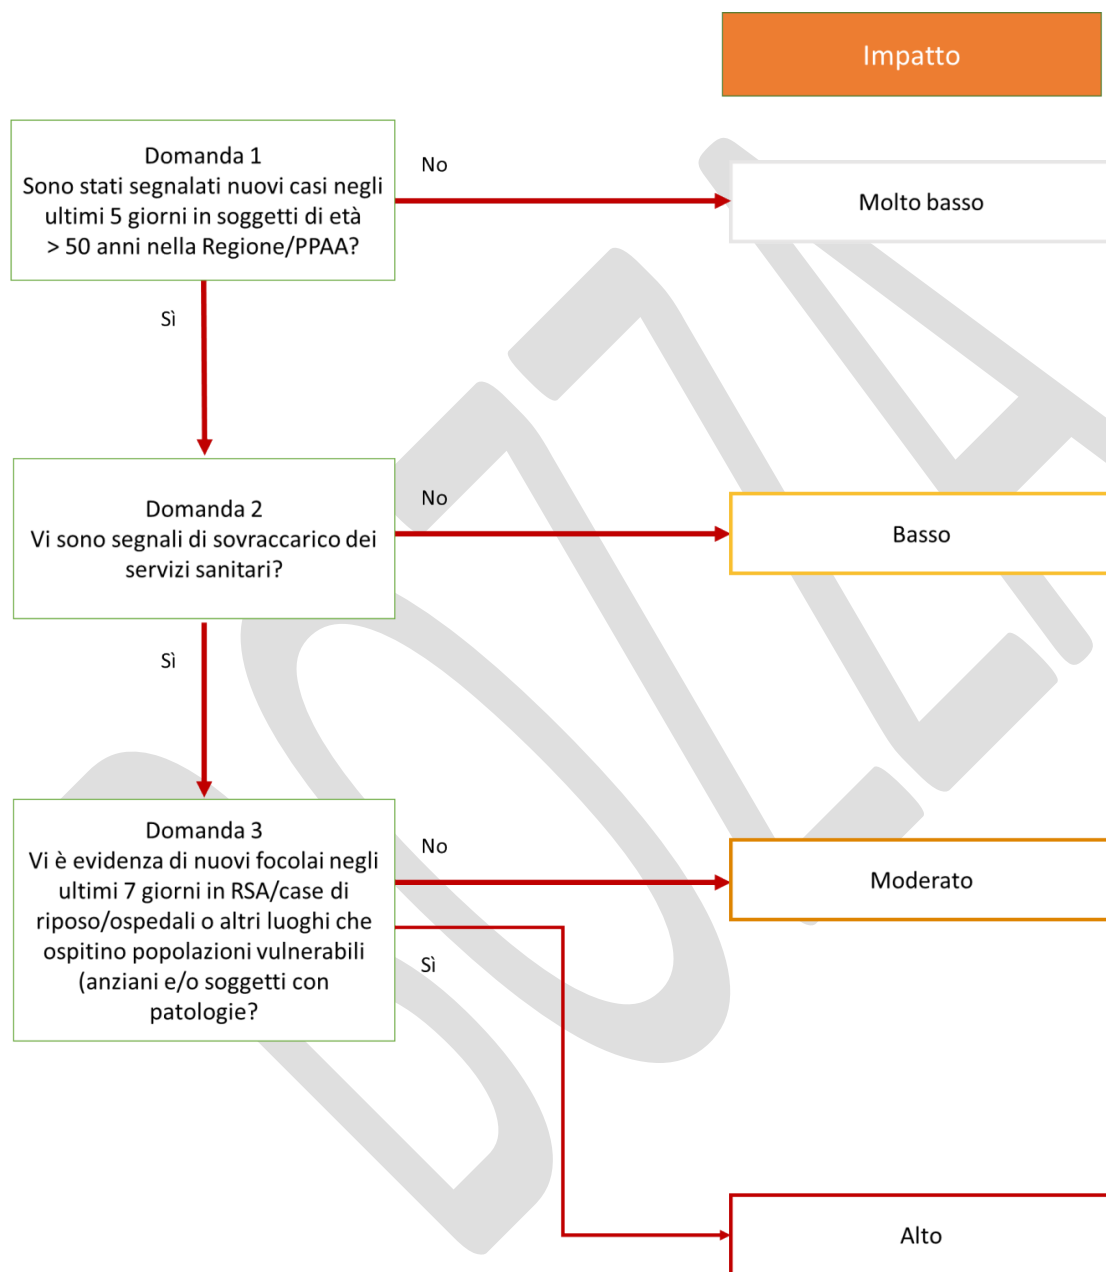 Impatto
Domanda 1
Sono stati segnalati nuovi casi negli
ultimi 5 giorni in soggetti di età
> 50 anni nella Regione/PPAA?
No
Molto basso
Sì
Domanda 2
Vi sono segnali di sovraccarico dei
servizi sanitari?
No
Basso
Sì
Domanda 3
Vi è evidenza di nuovi focolai negli
ultimi 7 giorni in RSA/case di
riposo/ospedali o altri luoghi che
ospitino popolazioni vulnerabili
(anziani e/o soggetti con
patologie?
No
Moderato
Sì
Alto
BOZZA